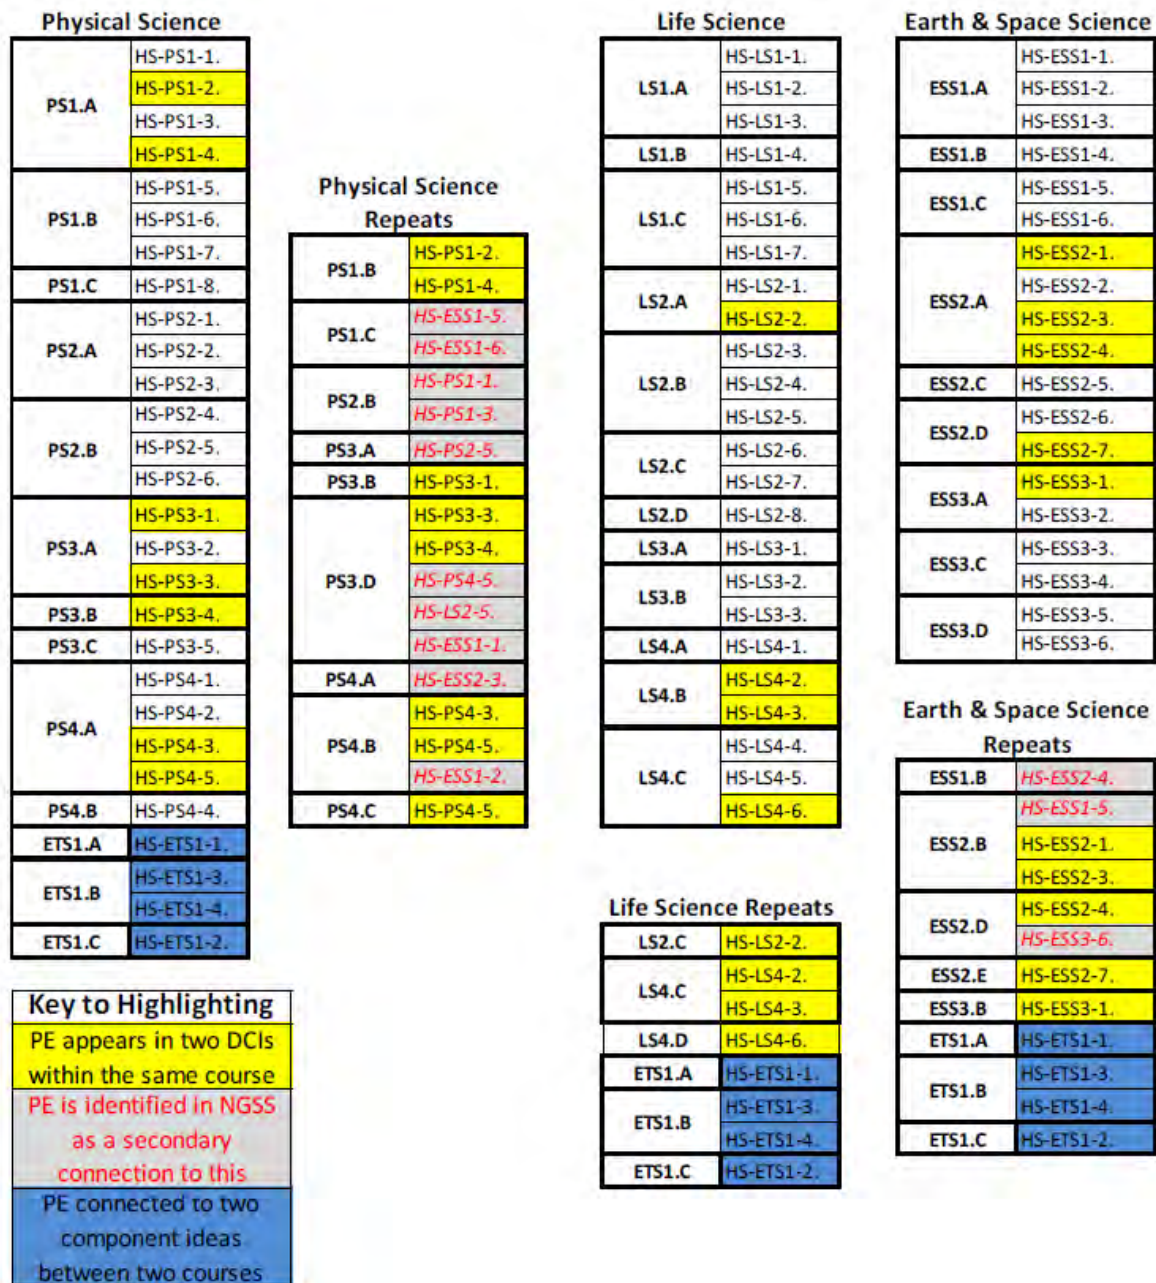 Physical Science
PS1.A
HS-PS1-1.
HS-PS1-2.
HS-PS1-3.
HS-PS1-4.
PS1.B
HS-PS1-5.
HS-PS1-6.
HS-PS1-7.
PS1.C
HS-PS1-8.
PS2.A
HS-PS2-1.
HS-PS2-2.
HS-PS2-3.
PS2.B
HS-PS2-4.
HS-PS2-5.
HS-PS2-6.
PS3.A
HS-PS3-1.
HS-PS3-2.
HS-PS3-3.
PS3.B
HS-PS3-4.
PS3.C
HS-PS3-5.
PS4.A
HS-PS4-1.
HS-PS4-2.
HS-PS4-3.
HS-PS4-5.
PS4.B
HS-PS4-4.
ETS1.A
HS-ETS1-1.
ETS1.B
HS-ETS1-3.
HS-ETS1-4.
ETS1.C
HS-ETS1-2.
Key to Highlighting
PE appears in two DCIs
within the same course
PE is identified in NGSS
as a secondary
connection to this
PE connected to two
component ideas
between two courses
Physical Science
Repeats
PS1.B
HS-PS1-2.
HS-PS1-4.
PS1.C
HS-ESS1-5.
HS-ESS1-6.
PS2.B
HS-PS1-1.
HS-PS1-3.
PS3.A
HS-PS2-5.
PS3.B
HS-PS3-1.
PS3.D
HS-PS3-3.
HS-PS3-4.
HS-PS4-5.
HS-LS2-5.
HS-ESS1-1.
PS4.A
HS-ESS2-3.
PS4.B
HS-PS4-3.
HS-PS4-5.
HS-ESS1-2.
PS4.C
HS-PS4-5.
Life Science
LS1.A
HS-LS1-1.
HS-LS1-2.
HS-LS1-3.
LS1.B
HS-LS1-4.
LS1.C
HS-LS1-5.
HS-LS1-6.
HS-LS1-7.
LS2.A
HS-LS2-1.
HS-LS2-2.
LS2.B
HS-LS2-3.
HS-LS2-4.
HS-LS2-5.
LS2.C
HS-LS2-6.
HS-LS2-7.
LS2.D
HS-LS2-8.
LS3.A
HS-LS3-1.
LS3.B
HS-LS3-2.
HS-LS3-3.
LS4.A
HS-LS4-1.
LS4.B
HS-LS4-2.
HS-LS4-3.
LS4.C
HS-LS4-4.
HS-LS4-5.
HS-LS4-6.
Life Science Repeats
LS2.C
HS-LS2-2.
LS4.C
HS-LS4-2.
HS-LS4-3.
LS4.D
HS-LS4-6.
ETS1.A
HS-ETS1-1.
ETS1.B
HS-ETS1-3.
HS-ETS1-4.
ETS1.C
HS-ETS1-2.
Earth & Space Science
ESS1.A
HS-ESS1-1.
HS-ESS1-2.
HS-ESS1-3.
ESS1.B
HS-ESS1-4.
ESS1.C
HS-ESS1-5.
HS-ESS1-6.
ESS2.A
HS-ESS2-1.
HS-ESS2-2.
HS-ESS2-3.
HS-ESS2-4.
ESS2.C
HS-ESS2-5.
ESS2.D
HS-ESS2-6.
HS-ESS2-7.
ESS3.A
HS-ESS3-1.
HS-ESS3-2.
ESS3.C
HS-ESS3-3.
HS-ESS3-4.
ESS3.D
HS-ESS3-5.
HS-ESS3-6.
Earth & Space Science
Repeats
ESS1.B
HS-ESS2-4.
ESS2.B
HS-ESS1-5.
HS-ESS2-1.
HS-ESS2-3.
ESS2.D
HS-ESS2-4.
HS-ESS3-6.
ESS2.E
HS-ESS2-7.
ESS3.B
HS-ESS3-1.
ETS1.A
HS-ETS1-1.
ETS1.B
HS-ETS1-3.
HS-ETS1-4.
ETS1.C
HS-ETS1-2.